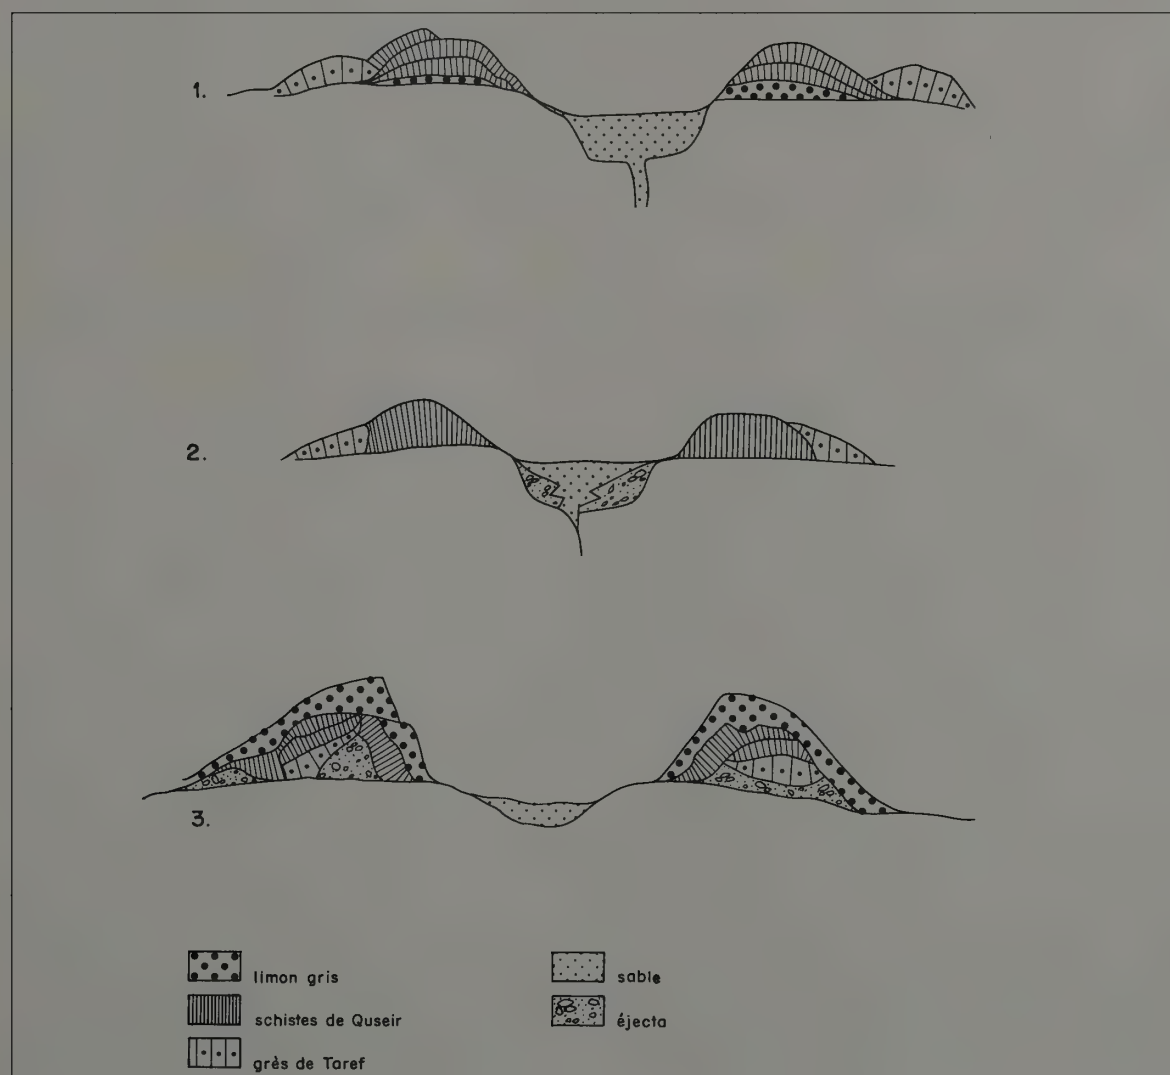 1.
2.
3.
limon gris
schistes de Quseir
grès de Taref
sable
éjecta